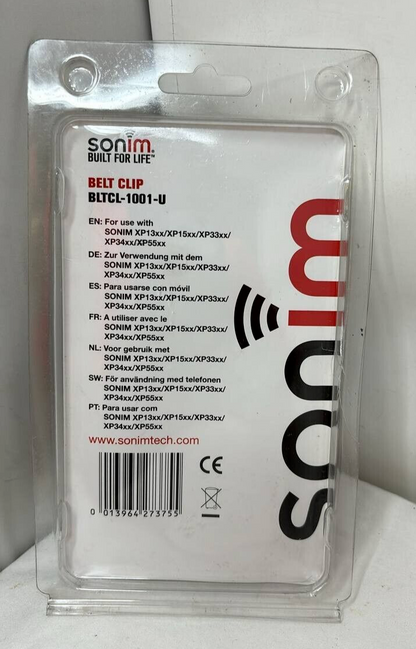 sonim
BUILT FOR LIFE™
BELT CLIP
BLTCL-1001-U
EN: For use with
SONIM XP13xx/XP15xx/XP33xx/
XP34xx/XP55xx
DE: Zur Verwendung mit dem
SONIM XP13xx/XP15xx/XP33xx/
XP34xx/XP55xx
ES: Para usarse con móvil
SONIM XP13xx/XP15xx/XP33xx/
XP34xx/XP55xx
FR: A utiliser avec le
SONIM XP13xx/XP15xx/XP33xx/
XP34xx/XP55xx
NL: Voor gebruik met
SONIM XP13xx/XP15xx/XP33xx/
XP34xx/XP55xx
SW: För användning med telefonen
SONIM XP13xx/XP15xx/XP33xx/
XP34xx/XP55xx
PT: Para usar com
SONIM XP13xx/XP15xx/XP33xx/
XP34xx/XP55xx
www.sonimtech.com
CE
0 013964 273755
sonim